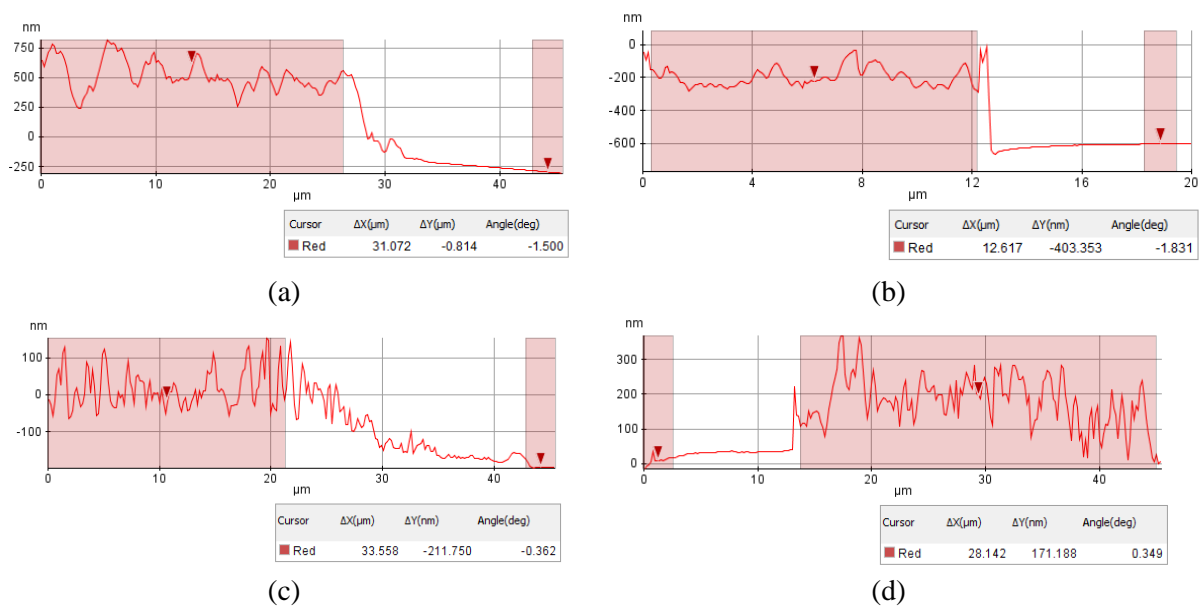 nm
750
500
250
0
-250
0 10 20 30 40
µm
Cursor ΔX(µm) ΔY(µm) Angle(deg)
Red 31.072 -0.814 -1.500
(a)
nm
-0
-200
-400
-600
0 4 8 12 16 20
µm
Cursor ΔX(µm) ΔY(nm) Angle(deg)
Red 12.617 -403.353 -1.831
(b)
nm
100
0
-100
0 10 20 30 40
µm
Cursor ΔX(µm) ΔY(nm) Angle(deg)
Red 33.558 -211.750 -0.362
(c)
nm
300
200
100
0
0 10 20 30 40
µm
Cursor ΔX(µm) ΔY(nm) Angle(deg)
Red 28.142 171.188 0.349
(d)